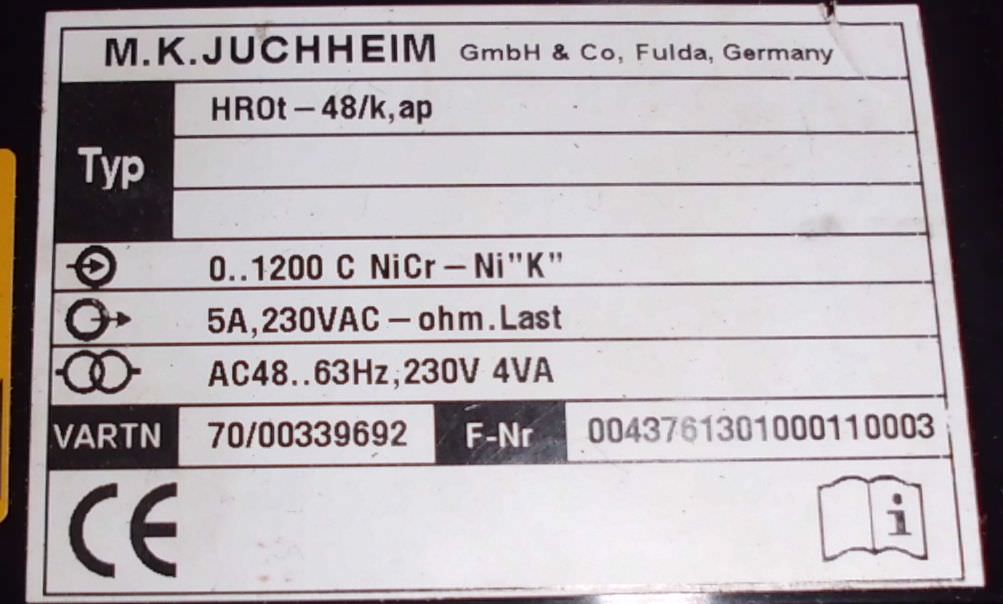 M.K.JUCHHEIM GmbH & Co, Fulda, Germany
Typ
HROt-48/k,ap
0..1200 C NiCr-Ni"K"
5A,230VAC-ohm.Last
AC48..63Hz,230V 4VA
VARTN 70/00339692 F-Nr 0043761301000110003
CE
i